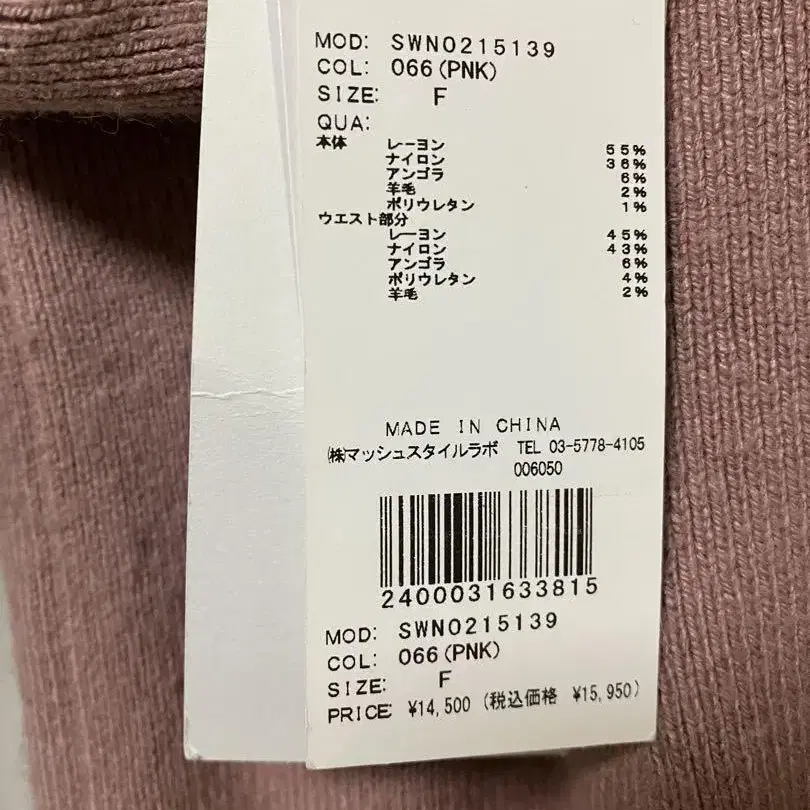 MOD: SWN0215139
COL: 066(PNK)
SIZE: F
QUA:
本体 レーヨン 55%
ナイロン 36%
アンゴラ 6%
羊毛 2%
ポリウレタン 1%
ウエスト部分
レーヨン 45%
ナイロン 43%
アンゴラ 6%
ポリウレタン 4%
羊毛 2%
MADE IN CHINA
㈱マッシュスタイルラボ TEL 03-5778-4105
006050
2400031633815
MOD: SWN0215139
COL: 066(PNK)
SIZE: F
PRICE: ¥14,500 (税込価格 ¥15,950)